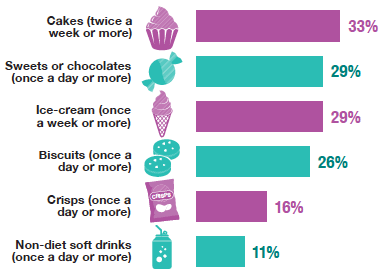 Cakes (twice a
week or more)
33%
Sweets or chocolates
(once a day or more)
29%
Ice-cream (once
a week or more)
29%
Biscuits (once a
day or more)
26%
Crisps (once a
day or more)
CRISPS
16%
Non-diet soft drinks
(once a day or more)
11%